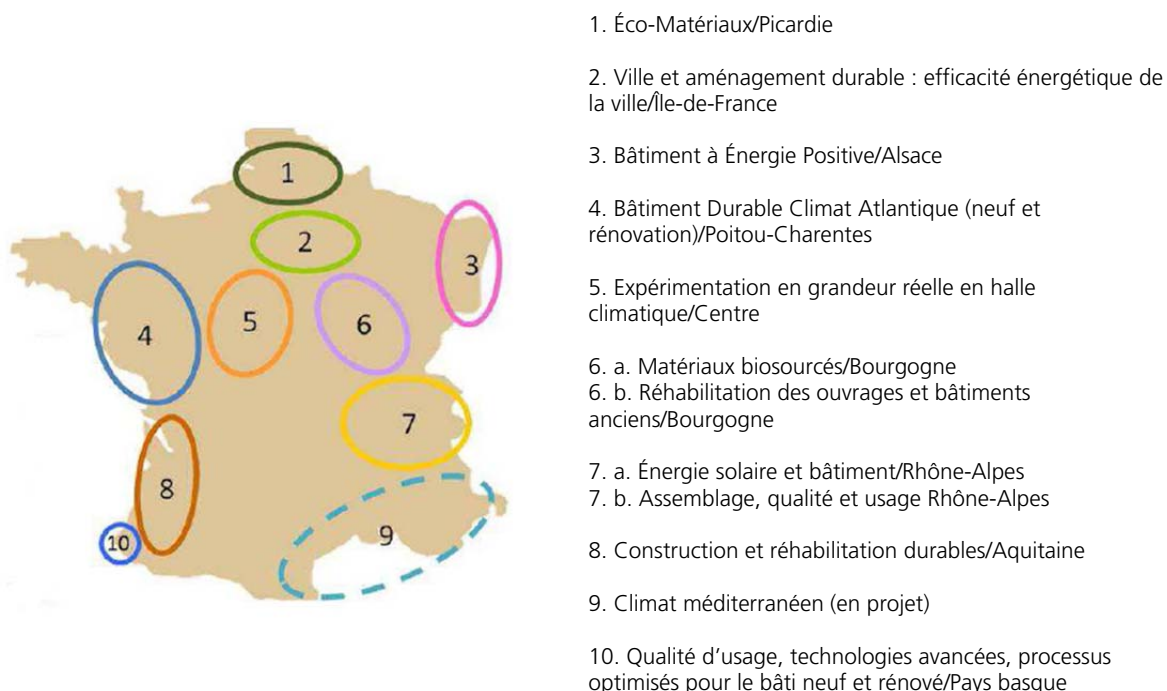 1
2
3
4
5
6
7
8
9
10
1. Éco-Matériaux/Picardie
2. Ville et aménagement durable : efficacité énergétique de
la ville/Île-de-France
3. Bâtiment à Énergie Positive/Alsace
4. Bâtiment Durable Climat Atlantique (neuf et
rénovation)/Poitou-Charentes
5. Expérimentation en grandeur réelle en halle
climatique/Centre
6. a. Matériaux biosourcés/Bourgogne
6. b. Réhabilitation des ouvrages et bâtiments
anciens/Bourgogne
7. a. Énergie solaire et bâtiment/Rhône-Alpes
7. b. Assemblage, qualité et usage Rhône-Alpes
8. Construction et réhabilitation durables/Aquitaine
9. Climat méditerranéen (en projet)
10. Qualité d’usage, technologies avancées, processus
optimisés pour le bâti neuf et rénové/Pays basque